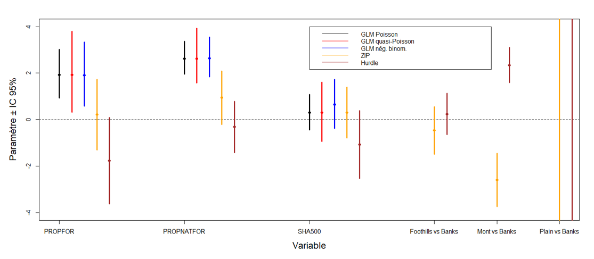 GLM Poisson
GLM quasi-Poisson
GLM nég. binom.
ZIP
Hurdle
Paramètre ± IC 95%
4
2
0
-2
-4
PROPFOR
PROPNATFOR
SHA500
Foothills vs Banks
Mont vs Banks
Plain vs Banks
Variable